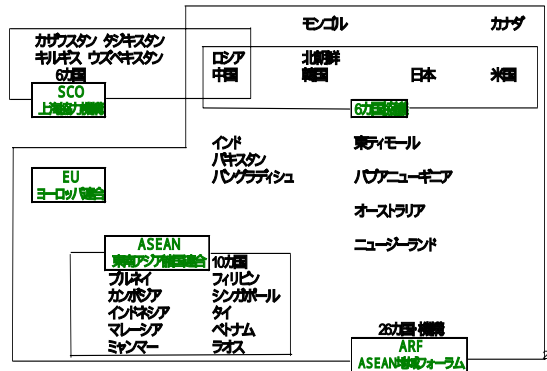 モンゴル カナダ
カザフスタン タジキスタン
キルギス ウズベキスタン ロシア 北朝鮮
6カ国 中国 韓国 日本 米国
SCO
上海協力機構 6カ国協議
インド 東ティモール
パキスタン
EU バングラディシュ パプアニューギニア
ヨーロッパ連合
オーストラリア
ASEAN ニュージーランド
東南アジア諸国連合 10カ国
ブルネイ フィリピン
カンボジア シンガポール
インドネシア タイ
マレーシア ベトナム 26カ国・機構
ミャンマー ラオス ARF
ASEAN地域フォーラム